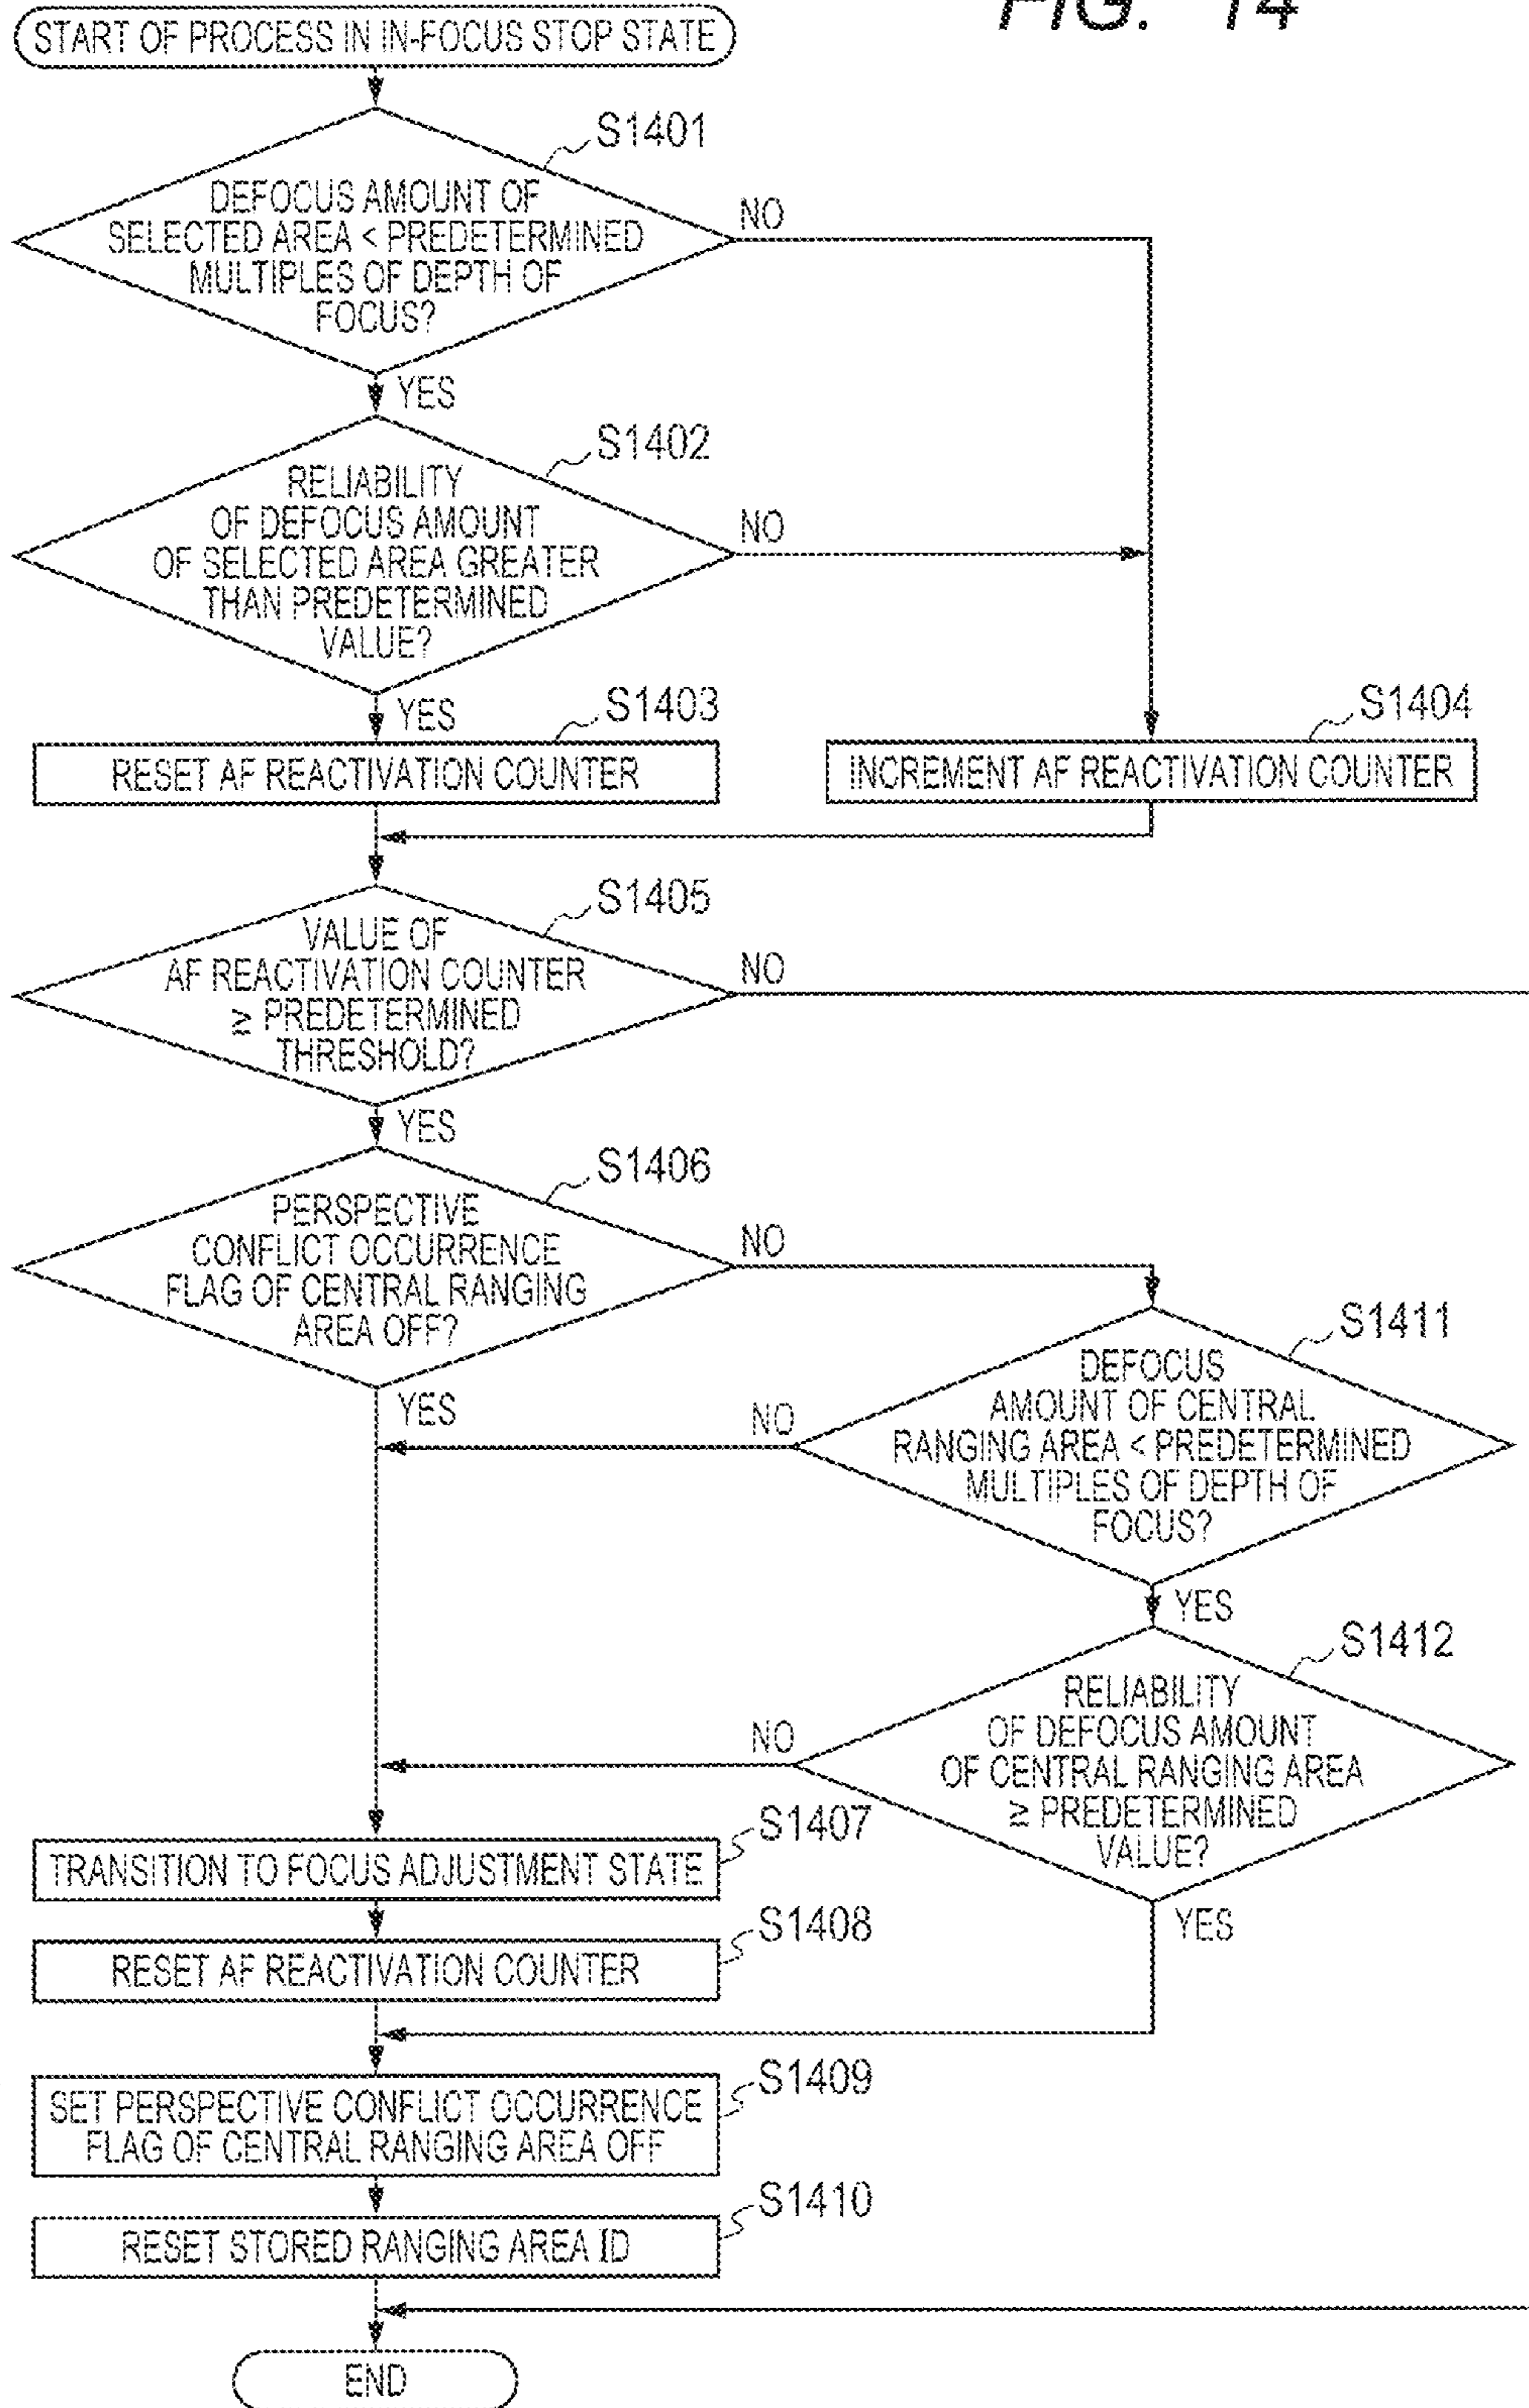 FIG. 14
START OF PROCESS IN IN-FOCUS STOP STATE
S1401
DEFOCUS AMOUNT OF
SELECTED AREA < PREDETERMINED
MULTIPLES OF DEPTH OF
FOCUS?
NO
YES
S1402
RELIABILITY
OF DEFOCUS AMOUNT
OF SELECTED AREA GREATER
THAN PREDETERMINED
VALUE?
NO
YES
S1403
RESET AF REACTIVATION COUNTER
S1404
INCREMENT AF REACTIVATION COUNTER
S1405
VALUE OF
AF REACTIVATION COUNTER
≥ PREDETERMINED
THRESHOLD?
NO
YES
S1406
PERSPECTIVE
CONFLICT OCCURRENCE
FLAG OF CENTRAL RANGING
AREA OFF?
NO
YES
S1411
DEFOCUS
AMOUNT OF CENTRAL
RANGING AREA < PREDETERMINED
MULTIPLES OF DEPTH OF
FOCUS?
NO
YES
S1412
RELIABILITY
OF DEFOCUS AMOUNT
OF CENTRAL RANGING AREA
≥ PREDETERMINED
VALUE?
NO
YES
S1407
TRANSITION TO FOCUS ADJUSTMENT STATE
S1408
RESET AF REACTIVATION COUNTER
S1409
SET PERSPECTIVE CONFLICT OCCURRENCE
FLAG OF CENTRAL RANGING AREA OFF
S1410
RESET STORED RANGING AREA ID
END